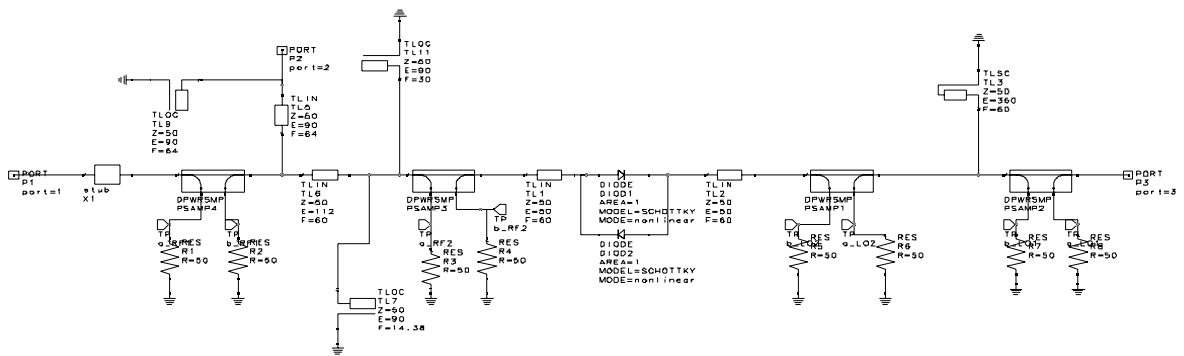 PORT
P2
port=2
TLOC
TL11
Z=60
E=90
F=30
TLSC
TL3
Z=50
E=360
F=60
TLOC
TL9
Z=50
E=90
F=64
TLIN
Z=60
E=90
F=64
PORT
P1
port=1
stub
X1
DPWRSMP
PSAMP4
TLIN
TL6
Z=50
E=112
F=60
DPWRSMP
PSAMP3
TLIN
TL1
Z=50
E=50
F=60
DIODE
DIOD1
AREA=1
MODEL=SCHOTTKY
MODE=nonlinear
TLIN
TL2
Z=50
E=50
F=60
DPWRSMP
PSAMP1
DPWRSMP
PSAMP2
PORT
P3
port=3
TP
RES
R1
R=50
TP
RES
R2
R=50
TP
a_RF2
RES
R3
R=50
TP
b_RF2
RES
R4
R=50
DIODE
DIOD2
AREA=1
MODEL=SCHOTTKY
MODE=nonlinear
TP
R=50
TP
a_LO2
RES
R6
R=50
TP
RES
R7
R=50
TP
R=50
TLOC
TL7
Z=50
E=90
F=14.38